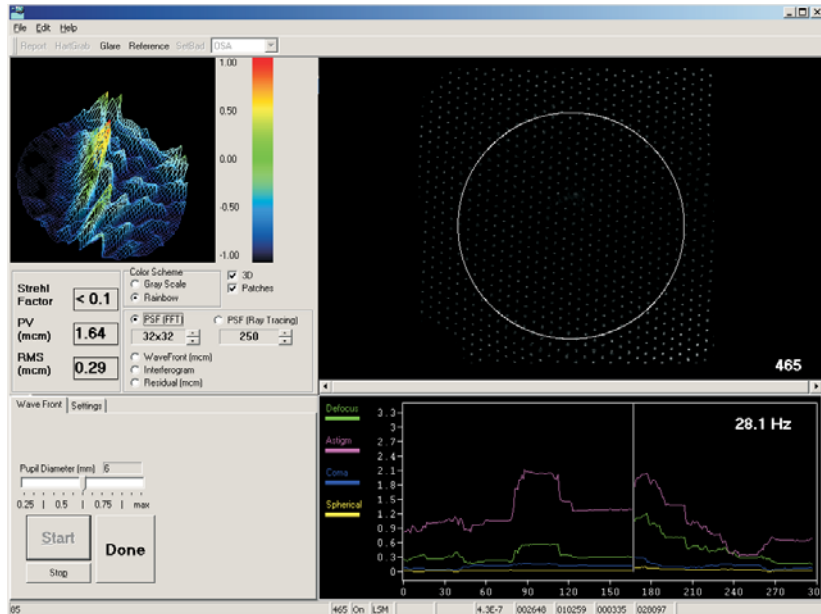 File Edit Help
Report HartGrab Glare Reference SetBad OSA
1.00
0.50
0.00
-0.50
-1.00
Strehl Factor < 0.1
PV (mcm) 1.64
RMS (mcm) 0.29
Color Scheme
Gray Scale
Rainbow
3D
Patches
PSF (FFT) PSF (Ray Tracing)
32x32 250
WaveFront (mcm)
Interferogram
Residual (mcm)
465
Wave Front Settings
Pupil Diameter (mm) 6
0.25 | 0.5 | 0.75 | max
Start
Stop
Done
Defocus
Astigm
Coma
Spherical
28.1 Hz
3.3
3
2.7
2.4
2.1
1.8
1.5
1.2
0.9
0.6
0.3
0
0 30 60 90 120 150 180 210 240 270 30
05 465 On LSM 4.3E-7 002648 010259 000335 020097